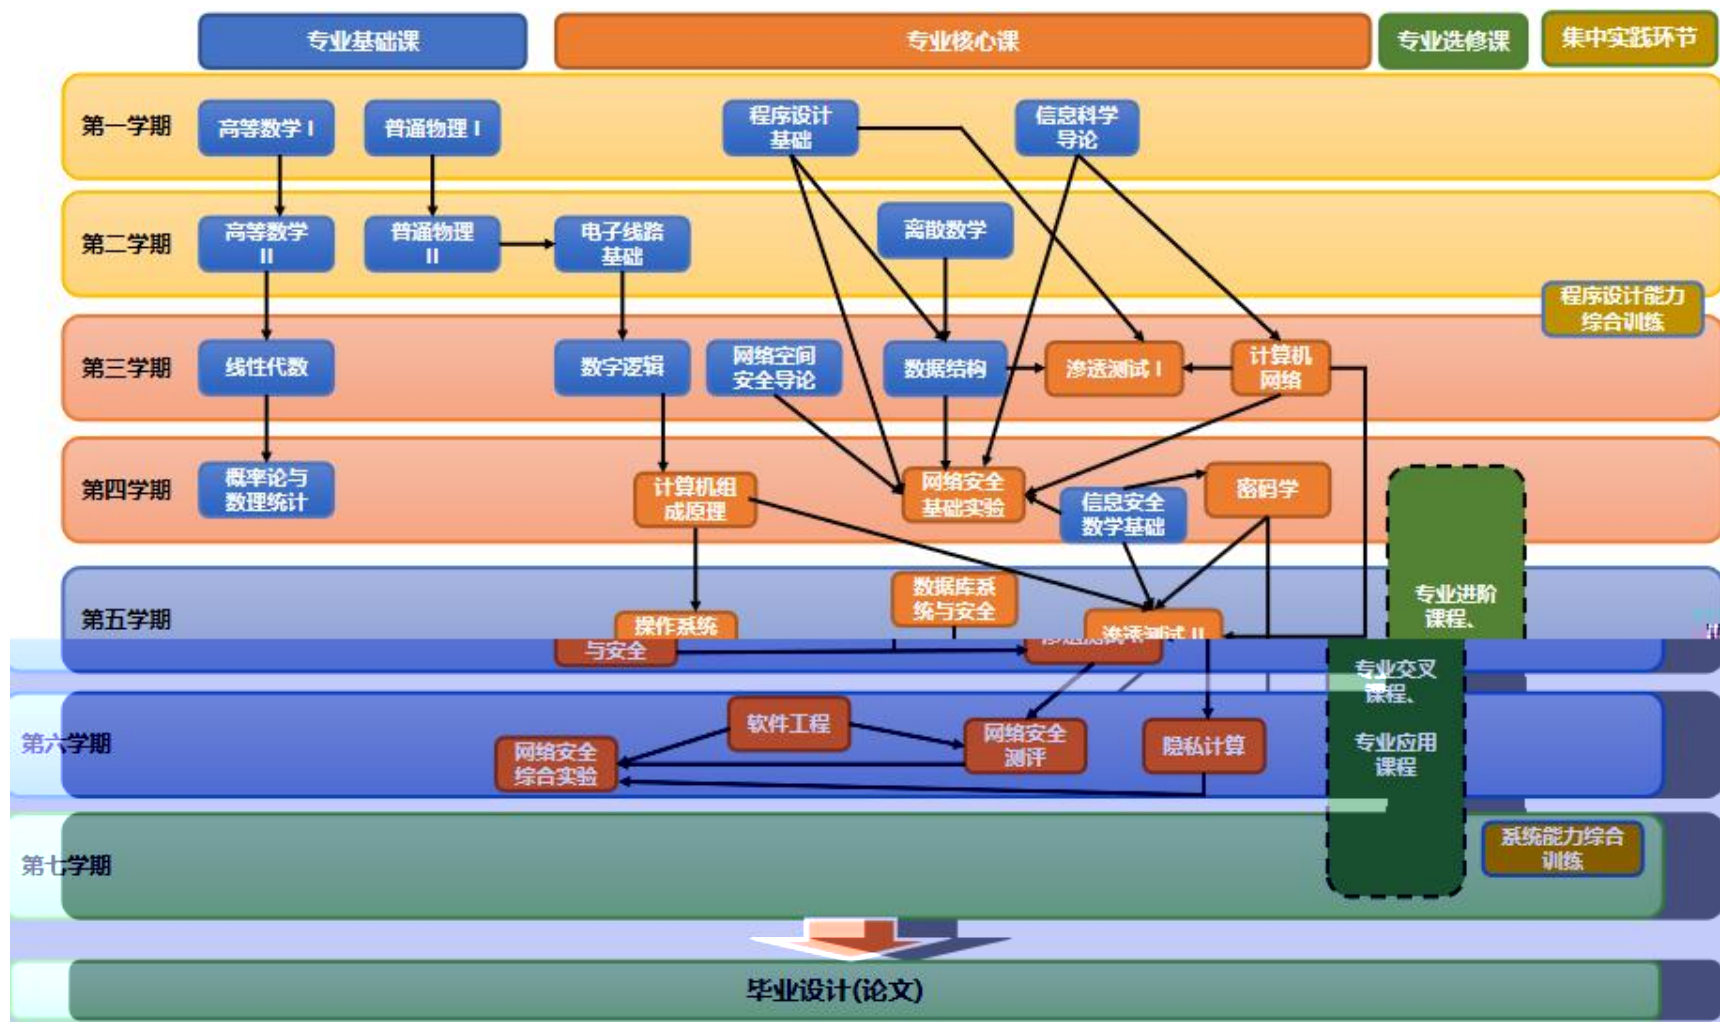 专业基础课
专业核心课
专业选修课
集中实践环节
第一学期
高等数学 I
普通物理 I
程序设计
基础
信息科学
导论
第二学期
高等数学
II
普通物理
II
电子线路
基础
离散数学
程序设计能力
综合训练
第三学期
线性代数
数字逻辑
网络空间
安全导论
数据结构
渗透测试 I
计算机
网络
第四学期
概率论与
数理统计
计算机组
成原理
网络安全
基础实验
信息安全
数学基础
密码学
第五学期
操作系统
与安全
数据库系
统与安全
渗透测试 II
专业进阶
课程、
专业交叉
课程、
专业应用
课程
第六学期
网络安全
综合实验
软件工程
网络安全
测评
隐私计算
第七学期
系统能力综合
训练
毕业设计(论文)